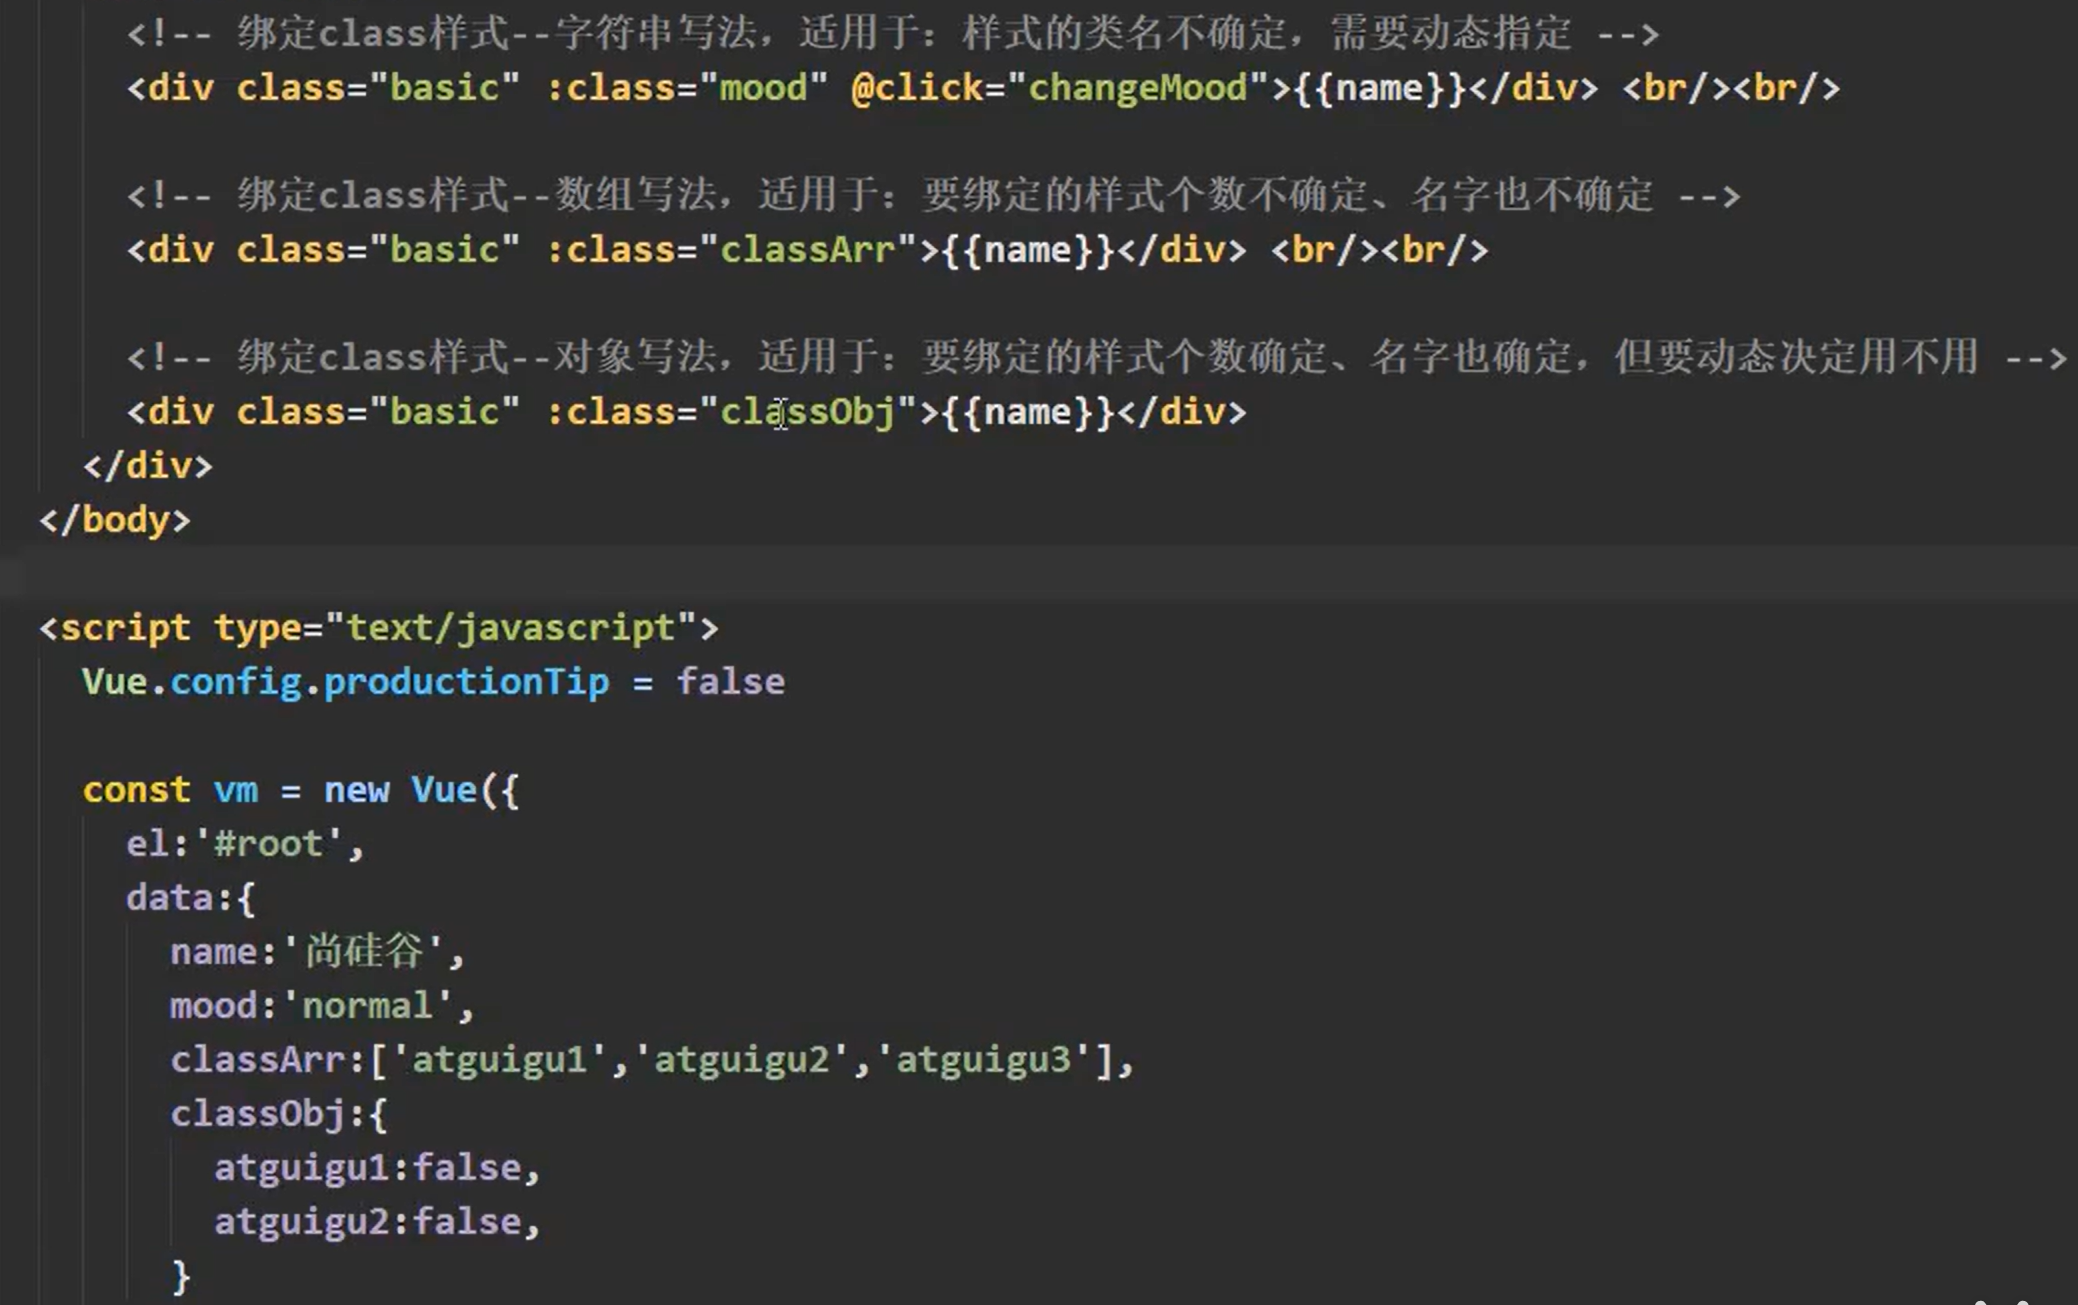 <!-- 绑定class样式--字符串写法，适用于：样式的类名不确定，需要动态指定 -->
<div class="basic" :class="mood" @click="changeMood">{{name}}</div> <br/><br/>
<!-- 绑定class样式--数组写法，适用于：要绑定的样式个数不确定、名字也不确定 -->
<div class="basic" :class="classArr">{{name}}</div> <br/><br/>
<!-- 绑定class样式--对象写法，适用于：要绑定的样式个数确定、名字也确定，但要动态决定用不用 -->
<div class="basic" :class="classObj">{{name}}</div>
</div>
</body>
<script type="text/javascript">
Vue.config.productionTip = false
const vm = new Vue({
el:'#root',
data:{
name:'尚硅谷',
mood:'normal',
classArr:['atguigu1','atguigu2','atguigu3'],
classObj:{
atguigu1:false,
atguigu2:false,
}